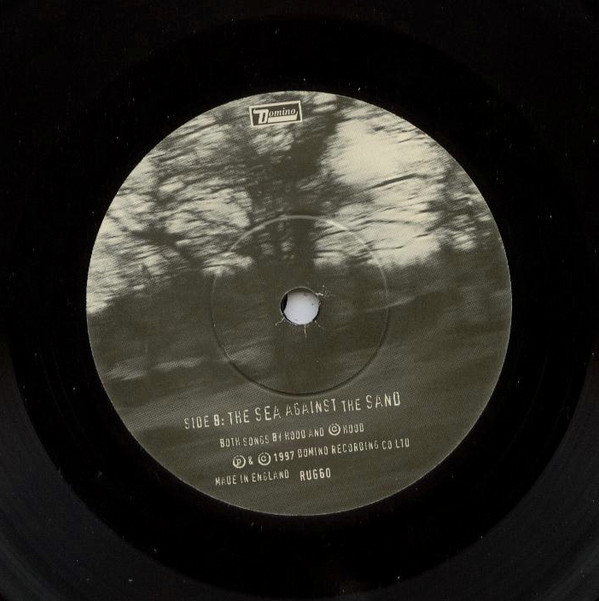 Domino
SIDE B: THE SEA AGAINST THE SAND
BOTH SONGS BY HOOD AND © HOOD
℗ & © 1997 DOMINO RECORDING CO LTD
MADE IN ENGLAND RUG60